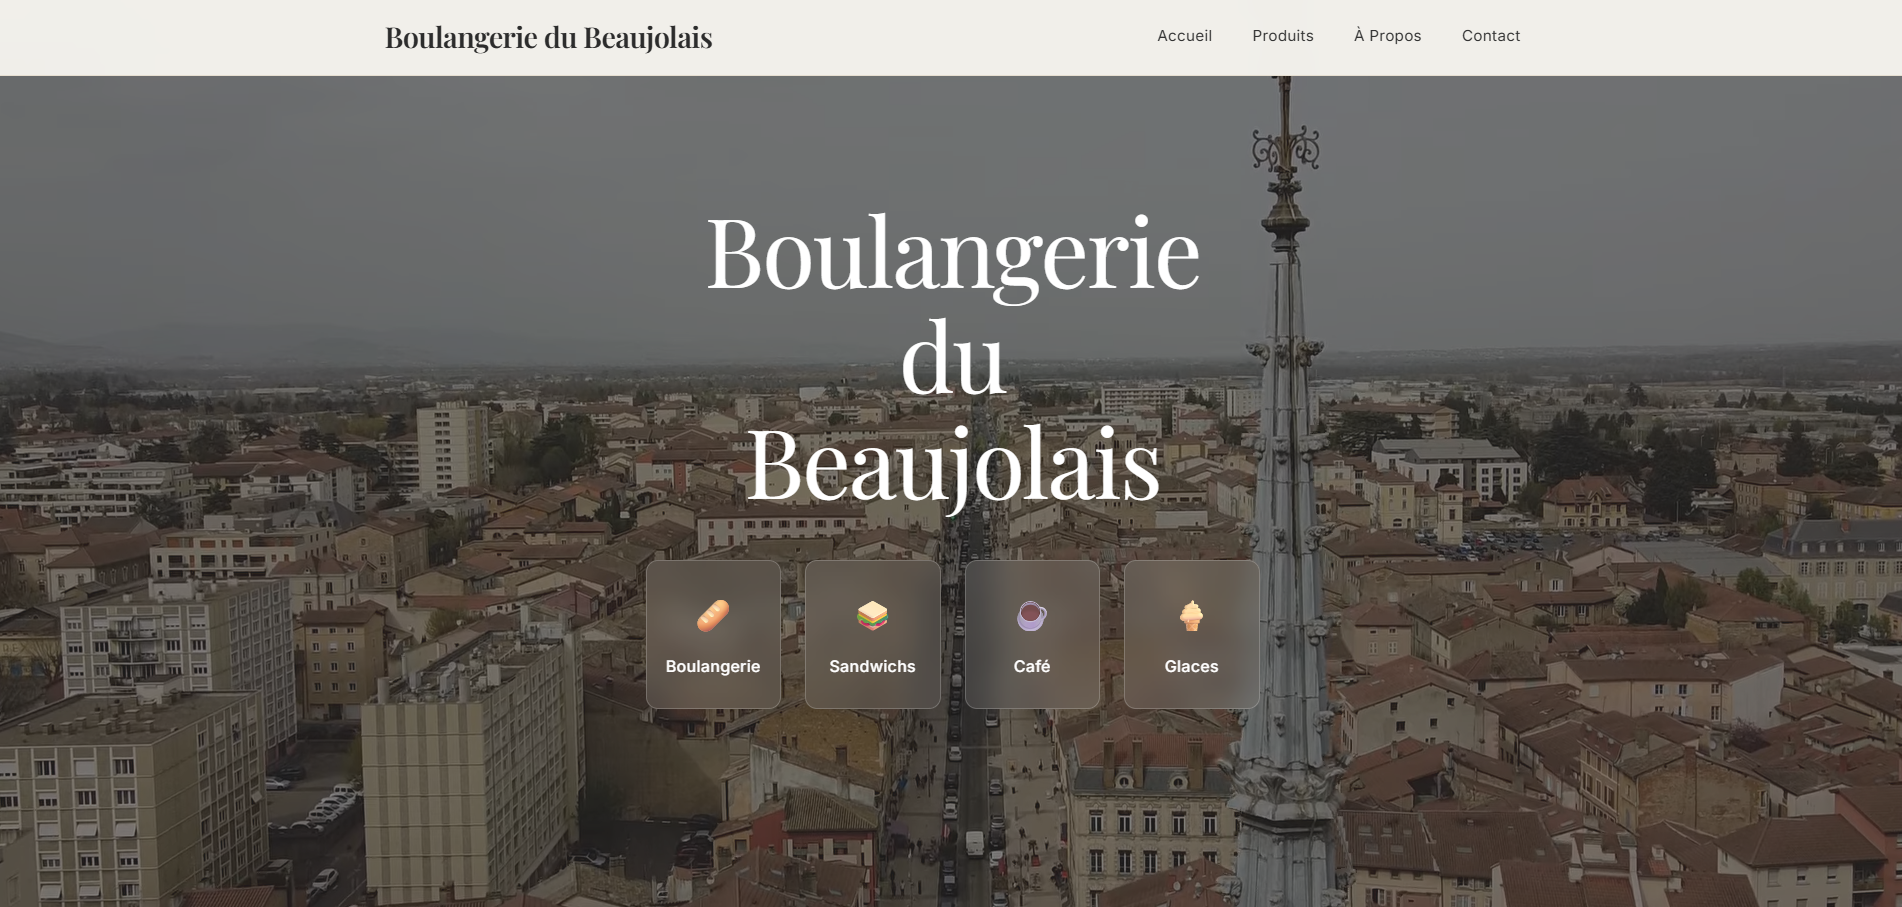 Boulangerie du Beaujolais
Accueil
Produits
À Propos
Contact
Boulangerie
du
Beaujolais
Boulangerie
Sandwichs
Café
Glaces